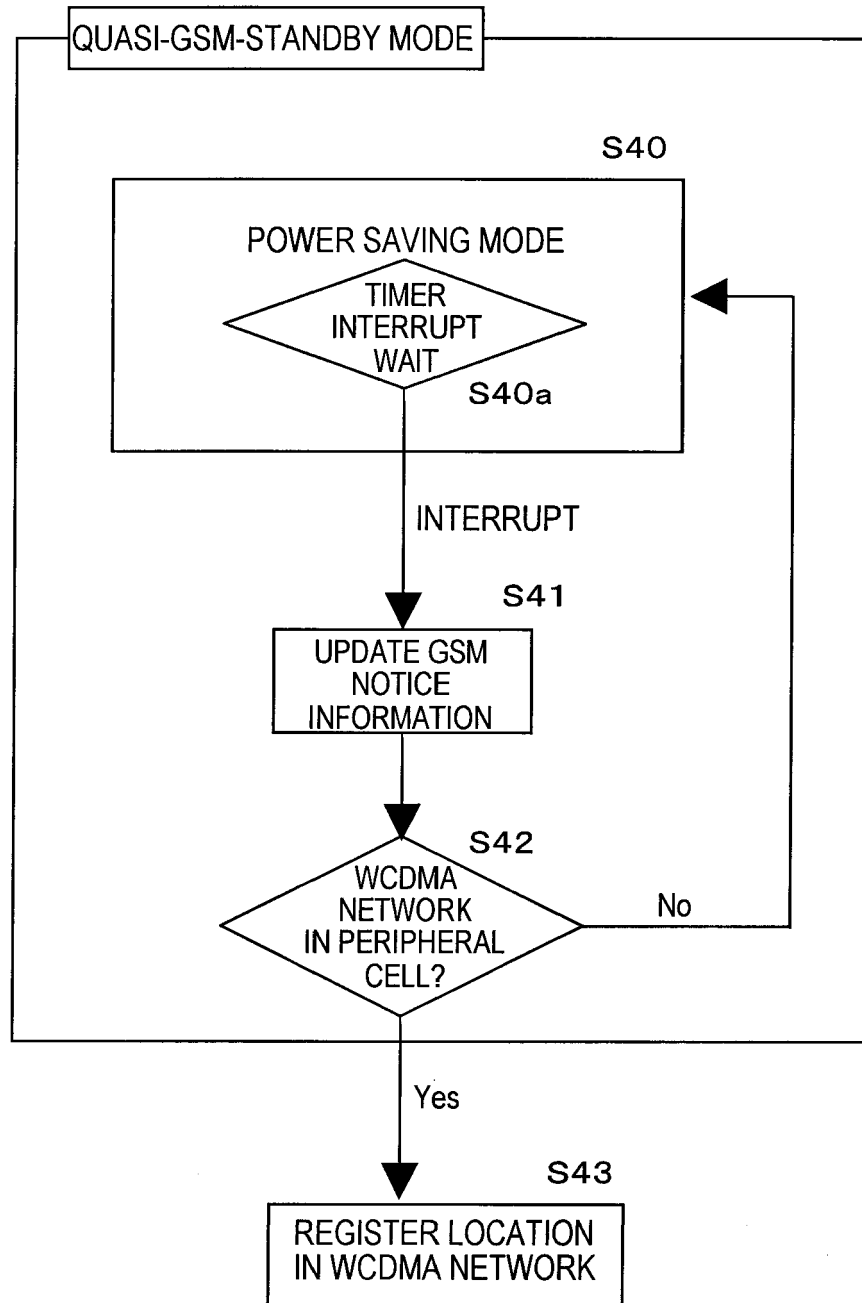 QUASI-GSM-STANDBY MODE
S40
POWER SAVING MODE
TIMER
INTERRUPT
WAIT
S40a
INTERRUPT
S41
UPDATE GSM
NOTICE
INFORMATION
S42
WCDMA
NETWORK
IN PERIPHERAL
CELL?
No
Yes
S43
REGISTER LOCATION
IN WCDMA NETWORK